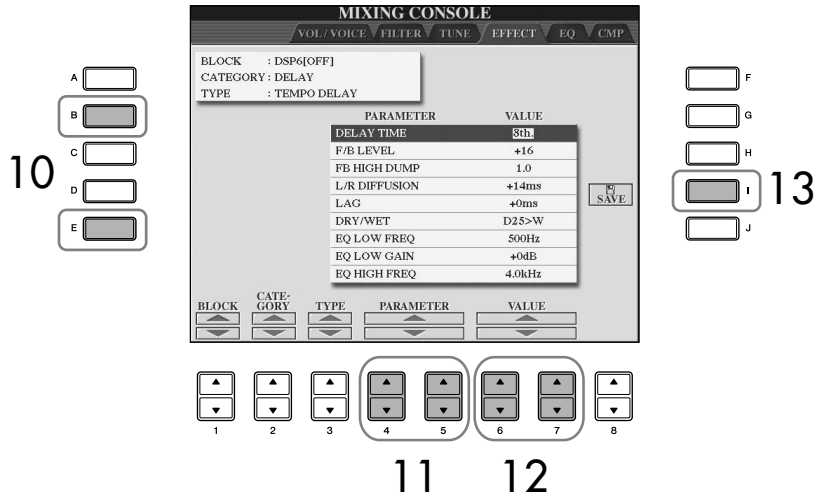 MIXING CONSOLE
VOL / VOICE FILTER TUNE EFFECT EQ CMP
BLOCK : DSP6[OFF]
CATEGORY : DELAY
TYPE : TEMPO DELAY
PARAMETER VALUE
DELAY TIME 8th.
F/B LEVEL +16
FB HIGH DUMP 1.0
L/R DIFFUSION +14ms
LAG +0ms
DRY/WET D25>W
EQ LOW FREQ 500Hz
EQ LOW GAIN +0dB
EQ HIGH FREQ 4.0kHz
SAVE
BLOCK CATE-GORY TYPE PARAMETER VALUE
A
B
C
D
E
10
F
G
H
I
J
13
1 2 3 4 5 6 7 8
11 12